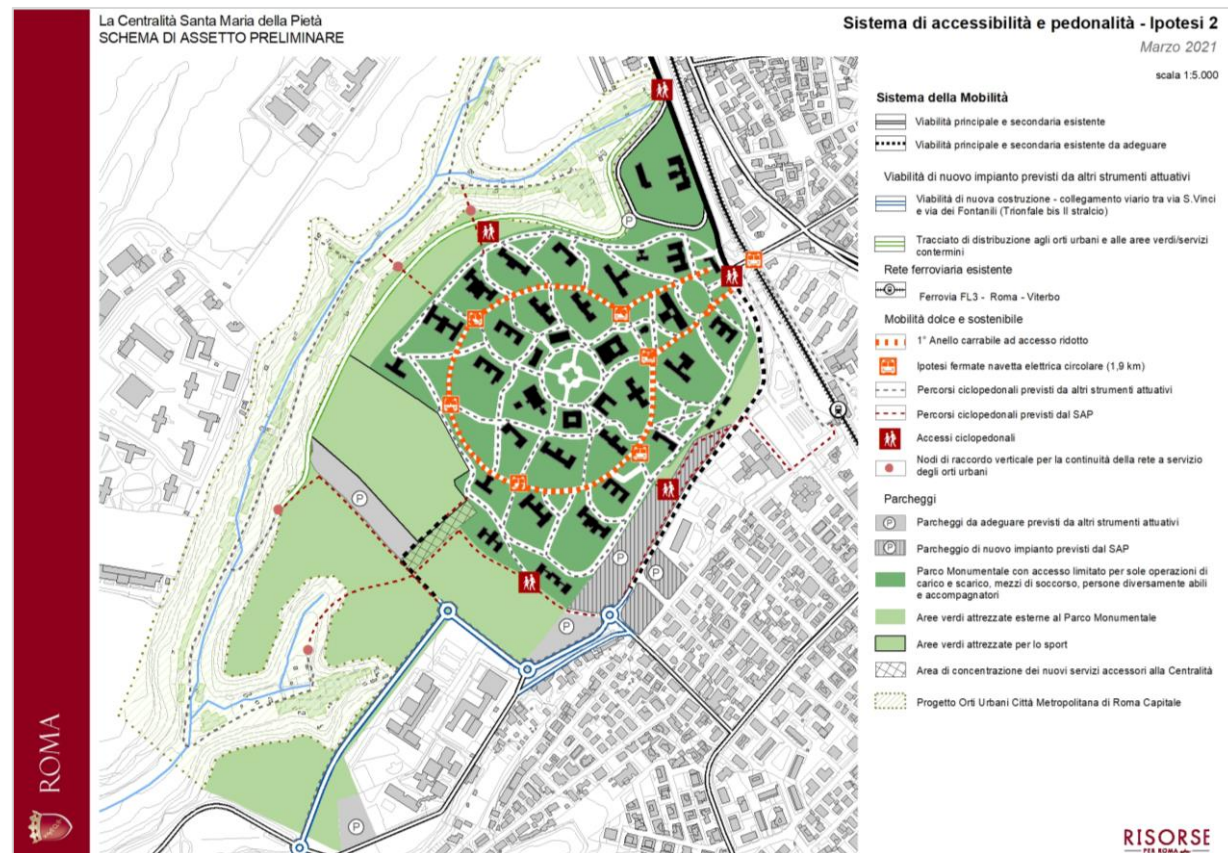 La Centralità Santa Maria della Pietà
SCHEMA DI ASSETTO PRELIMINARE
Sistema di accessibilità e pedonalità - Ipotesi 2
Marzo 2021
scala 1:5.000
Sistema della Mobilità
Viabilità principale e secondaria esistente
Viabilità principale e secondaria esistente da adeguare
Viabilità di nuovo impianto previsti da altri strumenti attuativi
Viabilità di nuova costruzione - collegamento viario tra via S.Vinci
e via dei Fontanili (Trionfale bis II stralcio)
Tracciato di distribuzione agli orti urbani e alle aree verdi/servizi
contermini
Rete ferroviaria esistente
Ferrovia FL3 - Roma - Viterbo
Mobilità dolce e sostenibile
1° Anello carrabile ad accesso ridotto
Ipotesi fermate navetta elettrica circolare (1,9 km)
Percorsi ciclopedonali previsti da altri strumenti attuativi
Percorsi ciclopedonali previsti dal SAP
Accessi ciclopedonali
Nodi di raccordo verticale per la continuità della rete a servizio
degli orti urbani
Parcheggi
P Parcheggi da adeguare previsti da altri strumenti attuativi
P Parcheggio di nuovo impianto previsti dal SAP
Parco Monumentale con accesso limitato per sole operazioni di
carico e scarico, mezzi di soccorso, persone diversamente abili
e accompagnatori
Aree verdi attrezzate esterne al Parco Monumentale
Aree verdi attrezzate per lo sport
Area di concentrazione dei nuovi servizi accessori alla Centralità
Progetto Orti Urbani Città Metropolitana di Roma Capitale
P
P
P
P
P
P
ROMA
RISORSE
PER ROMA